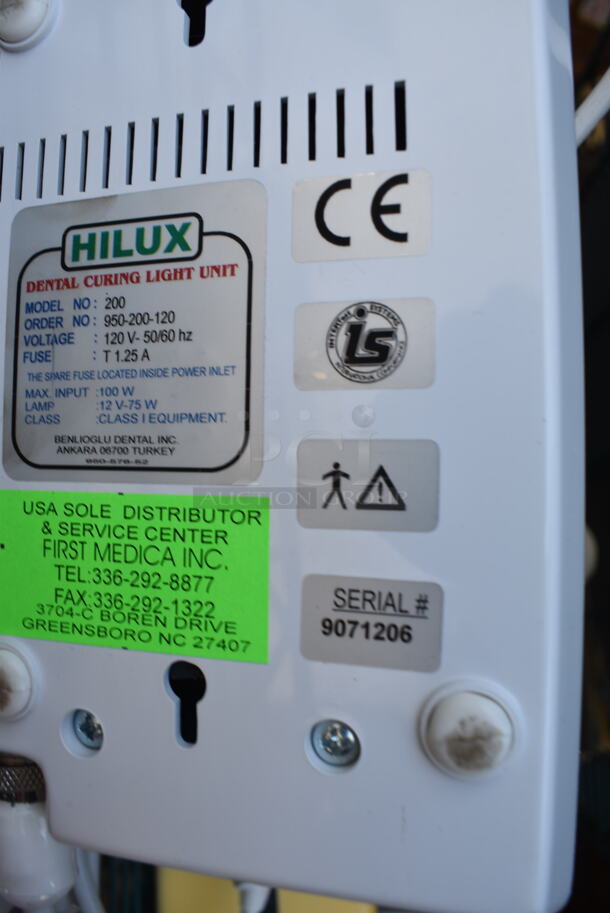 HILUX
DENTAL CURING LIGHT UNIT
MODEL NO : 200
ORDER NO : 950-200-120
VOLTAGE : 120 V- 50/60 hz
FUSE : T 1.25 A
THE SPARE FUSE LOCATED INSIDE POWER INLET
MAX. INPUT :100 W
LAMP :12 V-75 W
CLASS :CLASS I EQUIPMENT.
BENLIOGLU DENTAL INC.
ANKARA 06700 TURKEY
USA SOLE DISTRIBUTOR
& SERVICE CENTER
FIRST MEDICA INC.
TEL:336-292-8877
FAX:336-292-1322
3704-C BOREN DRIVE
GREENSBORO NC 27407
CE
is
SERIAL #
9071206
BCI
AUCTION GROUP